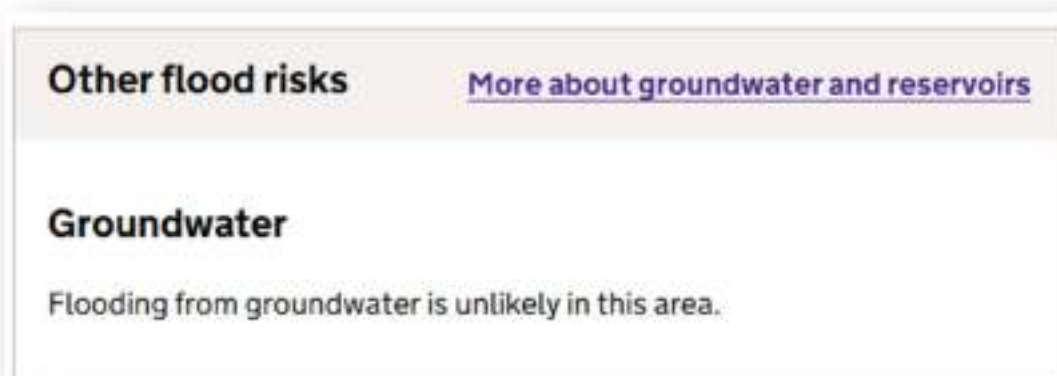 Other flood risks
More about groundwater and reservoirs
Groundwater
Flooding from groundwater is unlikely in this area.